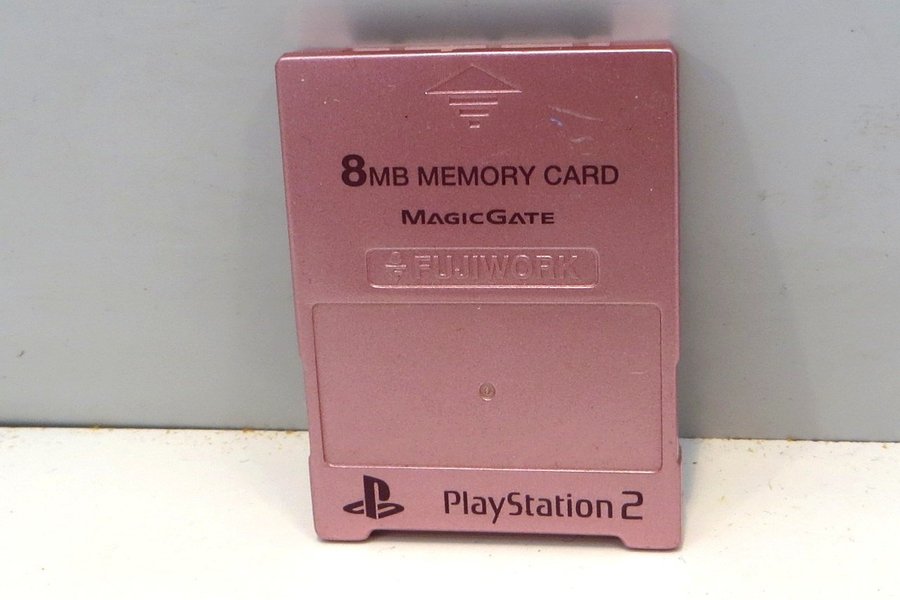 8MB MEMORY CARD
MAGICGATE
FUJIWORK
PlayStation 2